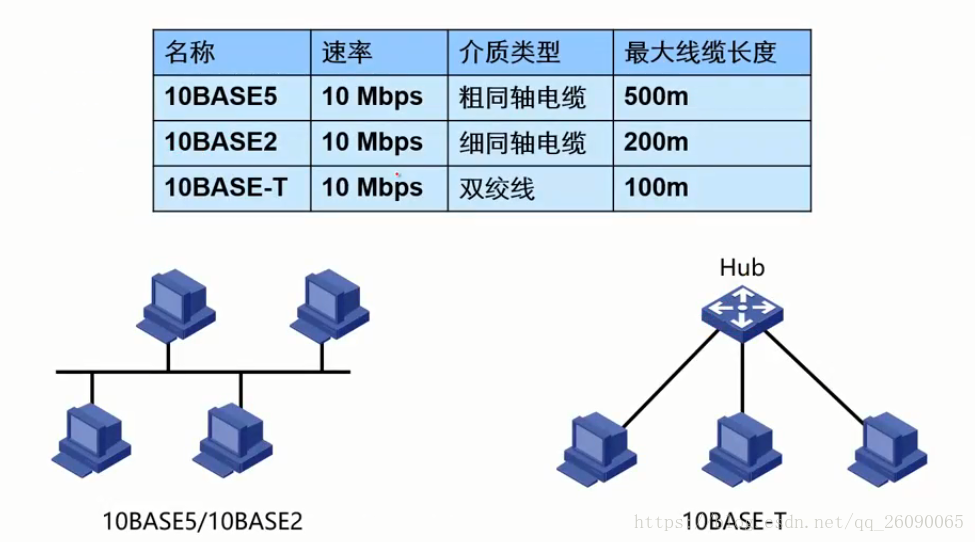 名称 速率 介质类型 最大线缆长度
10BASE5 10 Mbps 粗同轴电缆 500m
10BASE2 10 Mbps 细同轴电缆 200m
10BASE-T 10 Mbps 双绞线 100m
Hub
10BASE5/10BASE2
10BASE-T
https://blog.csdn.net/qq_26090065